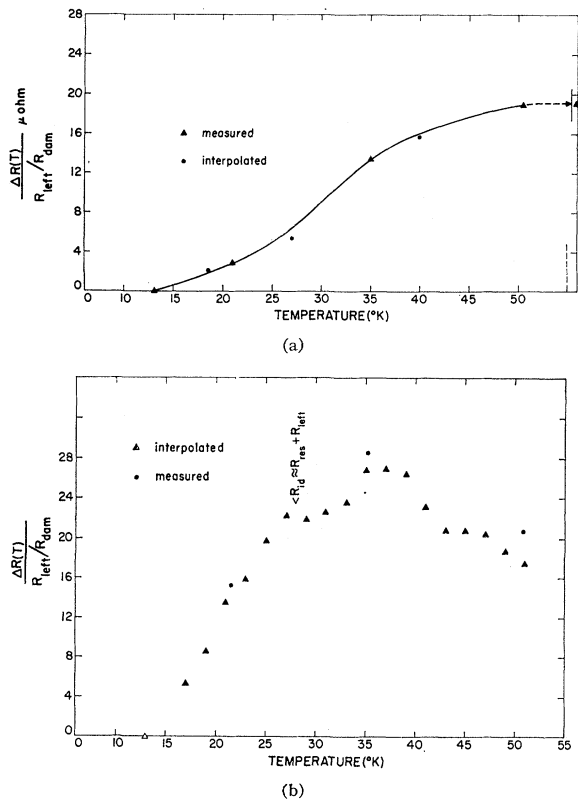 28
24
20
16
12
8
4
0
ΔR(T)
R_left/R_dam
μ ohm
▲ measured
• interpolated
0 10 15 20 25 30 35 40 45 50
TEMPERATURE(°K)
(a)
28
24
20
16
12
8
4
0
ΔR(T)
R_left/R_dam
△ interpolated
• measured
<R_id ≈ R_res + R_left
0 10 15 20 25 30 35 40 45 50 55
TEMPERATURE(°K)
(b)